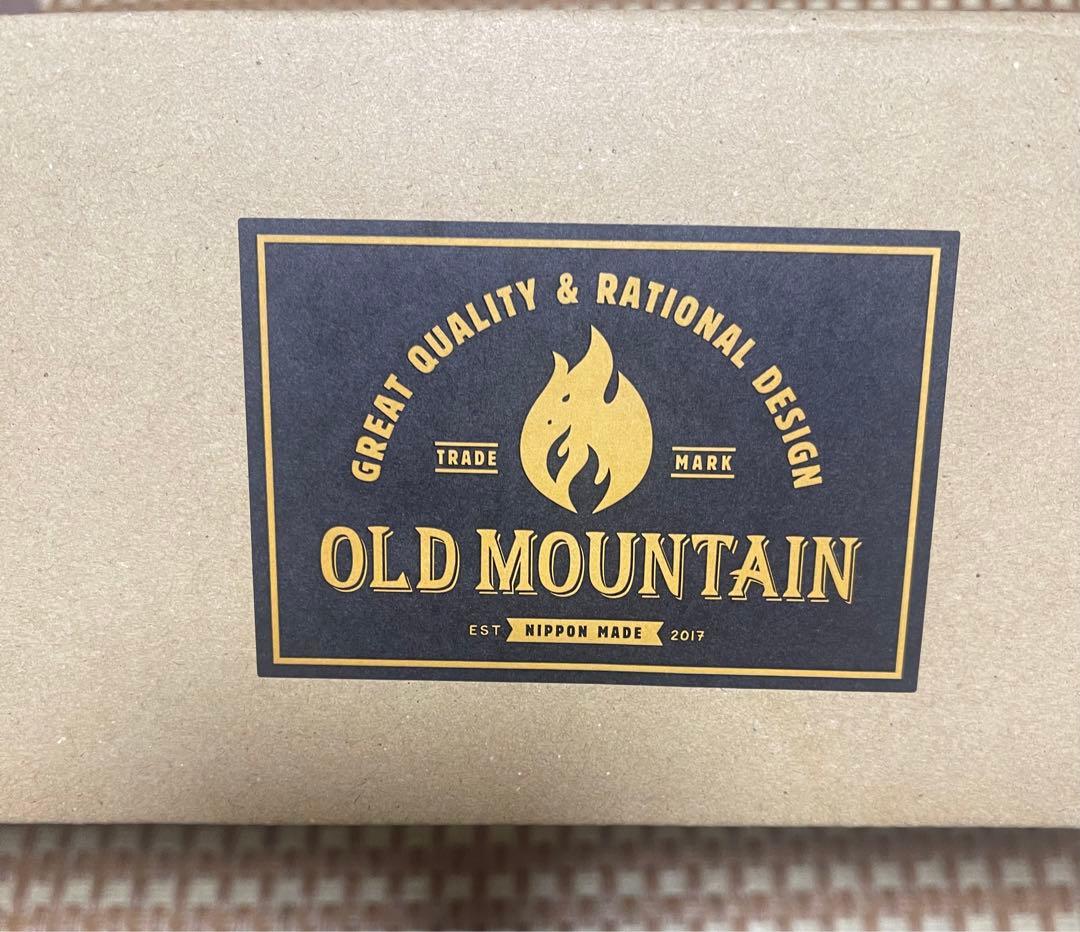 GREAT QUALITY & RATIONAL DESIGN
TRADE MARK
OLD MOUNTAIN
EST NIPPON MADE 2017